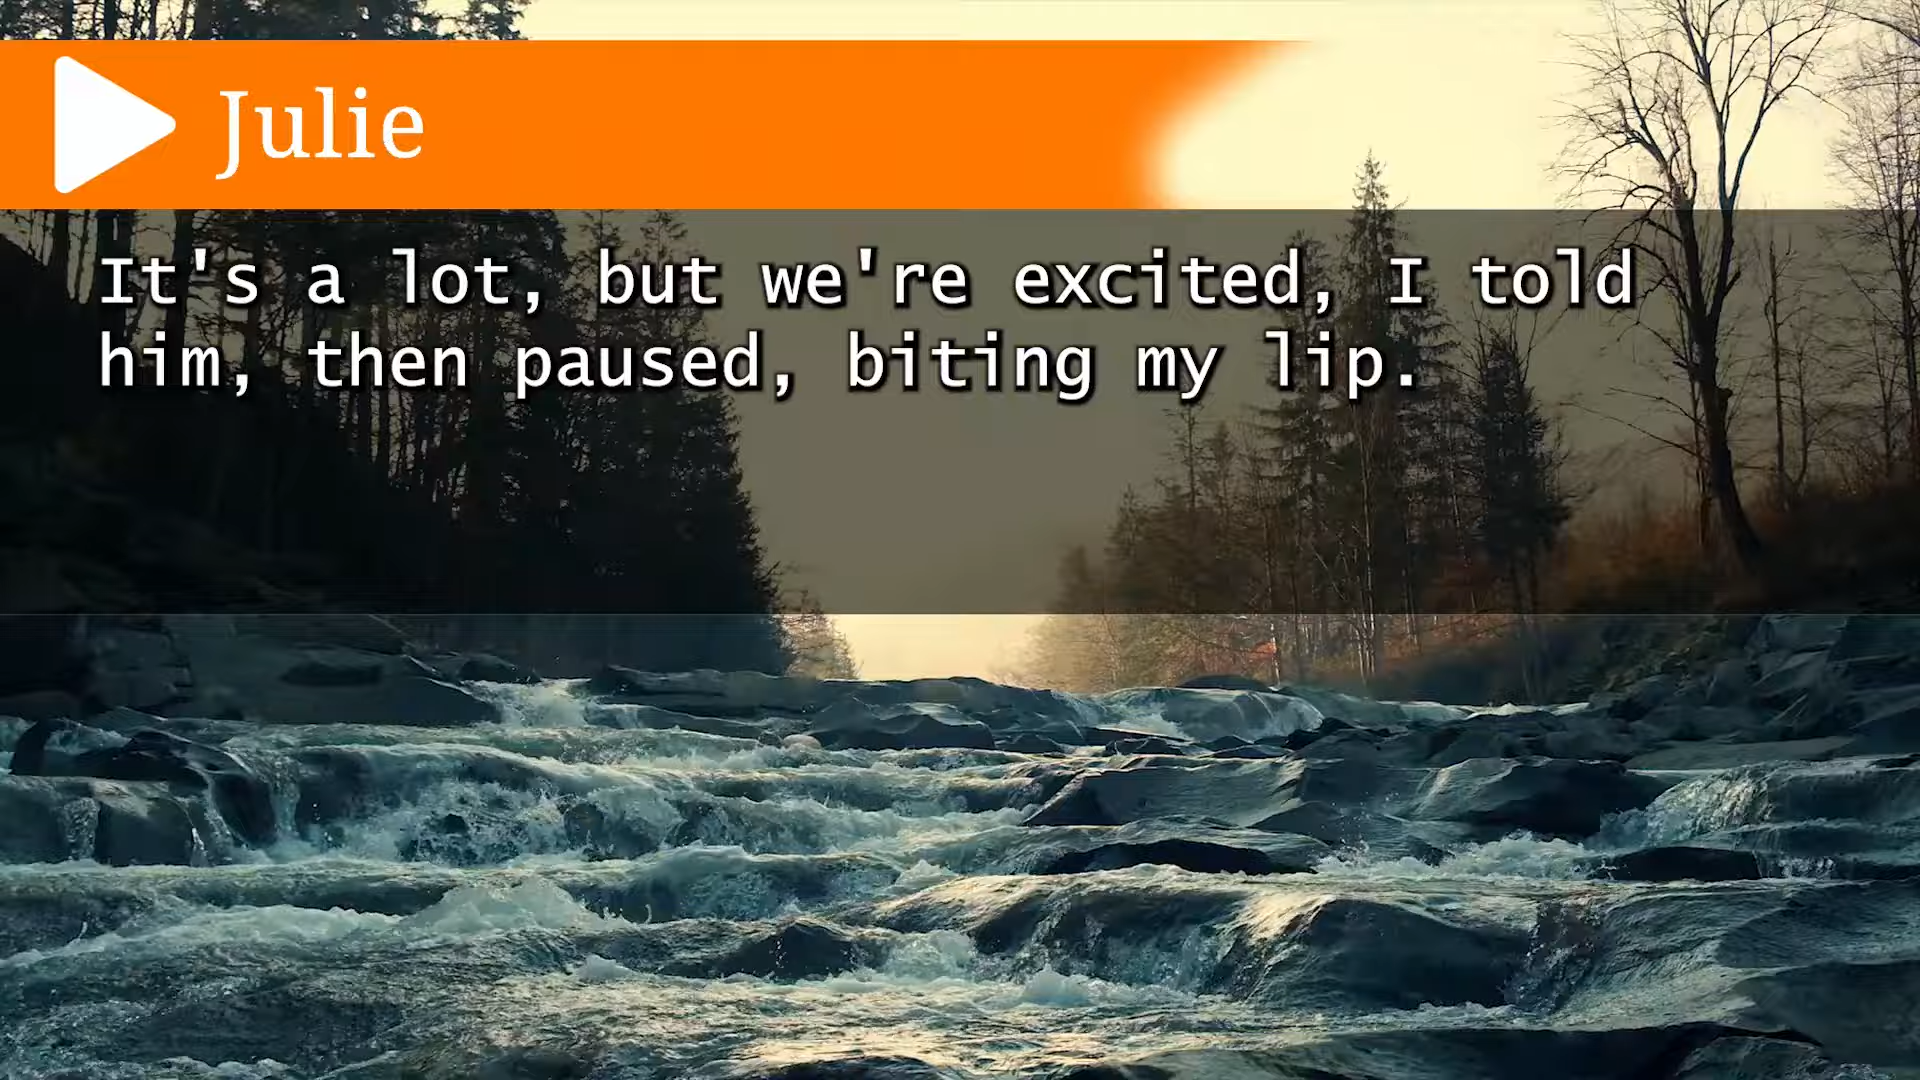 Julie
It's a lot, but we're excited, I told
him, then paused, biting my lip.